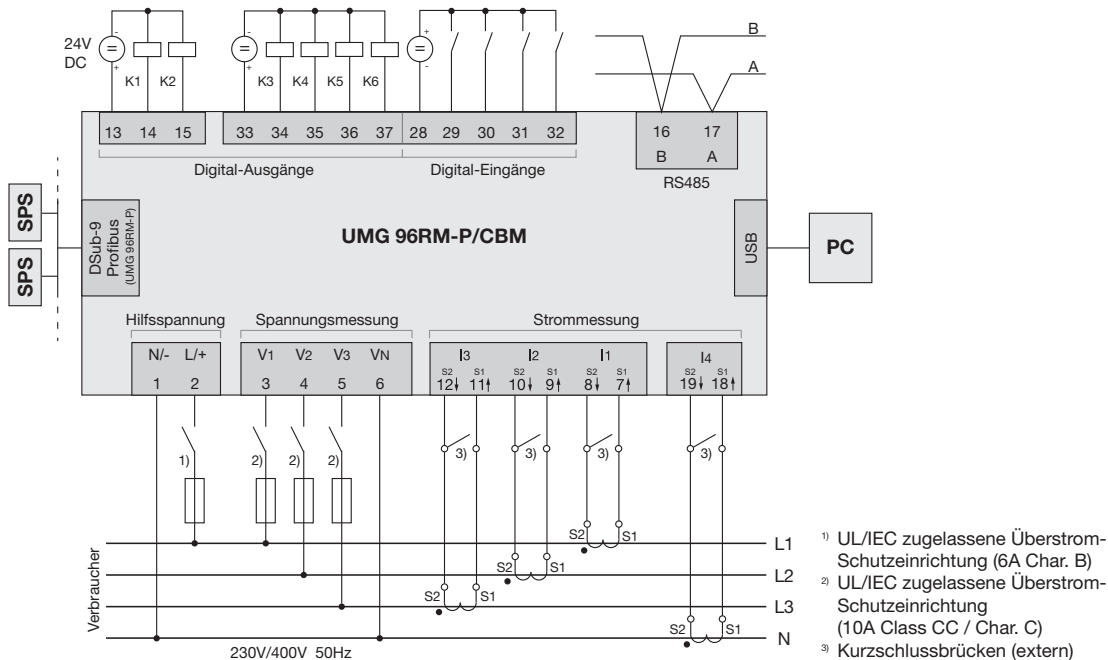 24V DC
K1 K2 K3 K4 K5 K6
B
A
13 14 15 33 34 35 36 37 28 29 30 31 32 16 17
B A
Digital-Ausgänge
Digital-Eingänge
RS485
SPS
SPS
DSub-9
Profibus
(UMG 96RM-P)
UMG 96RM-P/CBM
USB
PC
Hilfsspannung
Spannungsmessung
Strommessung
N/- L/+ V1 V2 V3 VN I3 I2 I1 I4
S2 S1 S2 S1 S2 S1 S2 S1
1 2 3 4 5 6 12 11 10 9 8 7 19 18
1) 2) 2) 2) 3) 3) 3) 3)
S2 S1
L1
S2 S1
L2
S2 S1
L3
S2 S1
N
Verbraucher
230V/400V 50Hz
1) UL/IEC zugelassene Überstrom-
Schutzeinrichtung (6A Char. B)
2) UL/IEC zugelassene Überstrom-
Schutzeinrichtung
(10A Class CC / Char. C)
3) Kurzschlussbrücken (extern)